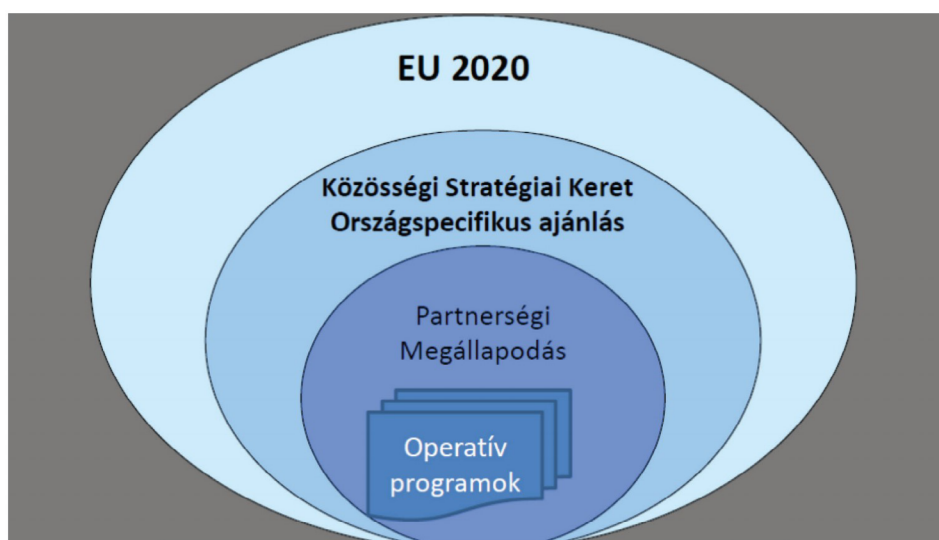 EU 2020
Közösségi Stratégiai Keret
Országspecifikus ajánlás
Partnerségi
Megállapodás
Operatív
programok